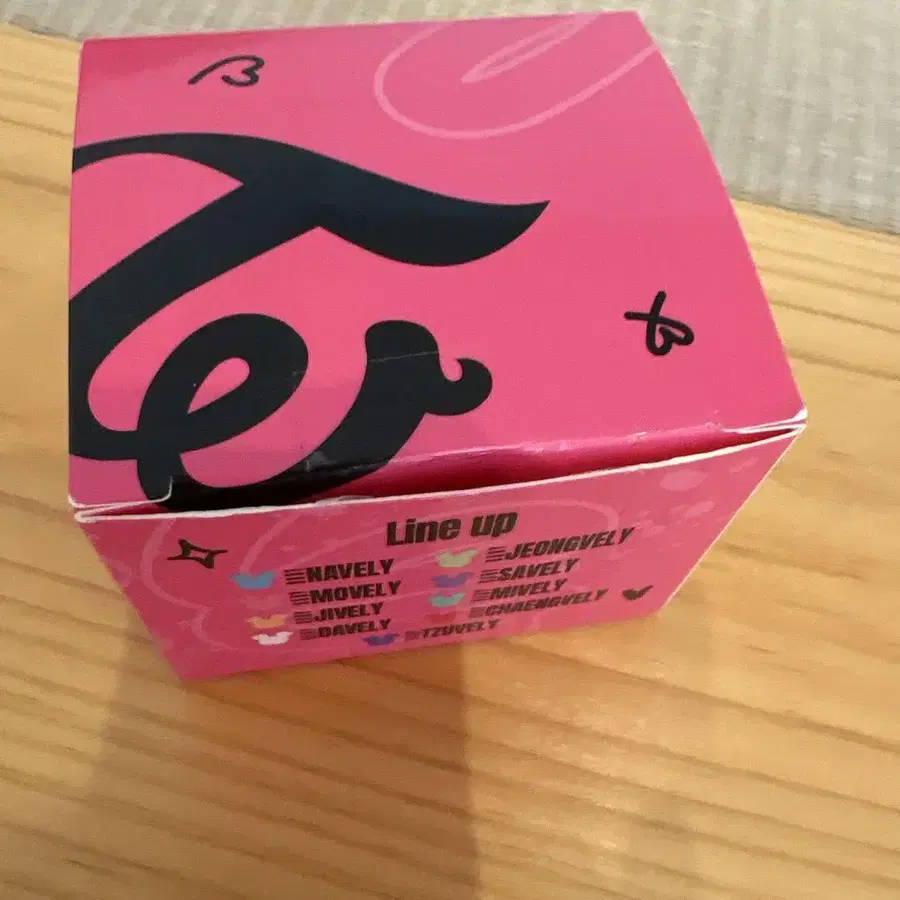 Line up
NAVELY JEONGVELY
MOVELY SAVELY
JIVELY MIVELY
DAVELY CHAENGVELY
TZUVELY